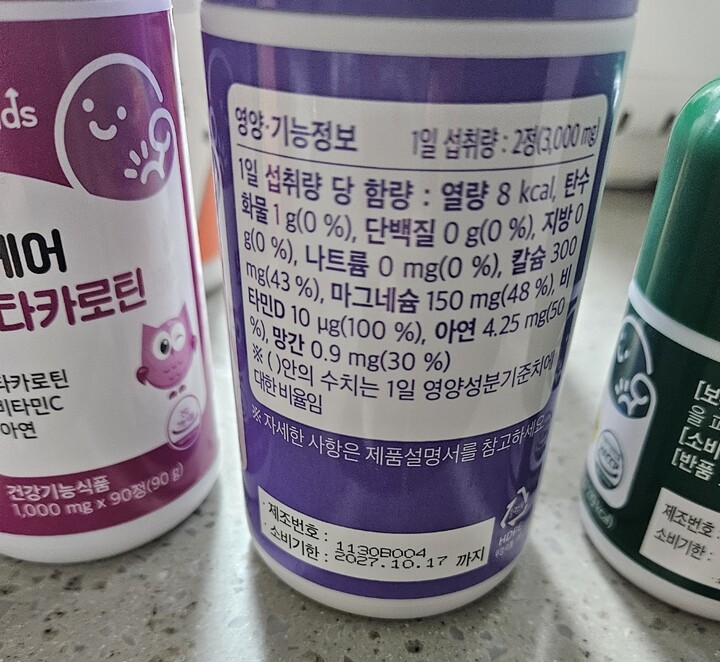 ds
케어
타카로틴
타카로틴
비타민C
아연
건강기능식품
1,000 mg x 90정(90 g)
영양·기능정보 1일 섭취량 : 2정(3,000 mg)
1일 섭취량 당 함량 : 열량 8 kcal, 탄수
화물 1 g(0 %), 단백질 0 g(0 %), 지방 0
g(0 %), 나트륨 0 mg(0 %), 칼슘 300
mg(43 %), 마그네슘 150 mg(48 %), 비
타민D 10 µg(100 %), 아연 4.25 mg(50
%), 망간 0.9 mg(30 %)
※ ( )안의 수치는 1일 영양성분기준치에
대한 비율임
※ 자세한 사항은 제품설명서를 참고하세요.
· 제조번호 : 1130B004
· 소비기한 : 2027.10.17 까지
HDPE
[보
을 피
[소비
[반품
제조번호 :
소비기한 :